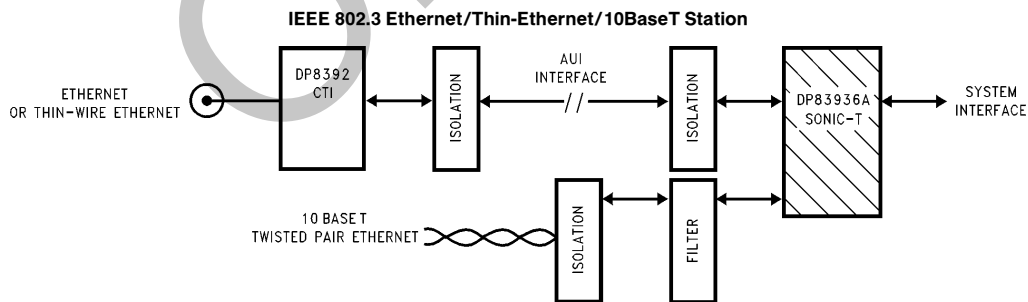 IEEE 802.3 Ethernet/Thin-Ethernet/10BaseT Station
ETHERNET
OR THIN-WIRE ETHERNET
DP8392
CTI
ISOLATION
AUI
INTERFACE
ISOLATION
DP83936A
SONIC-T
SYSTEM
INTERFACE
10 BASE T
TWISTED PAIR ETHERNET
ISOLATION
FILTER